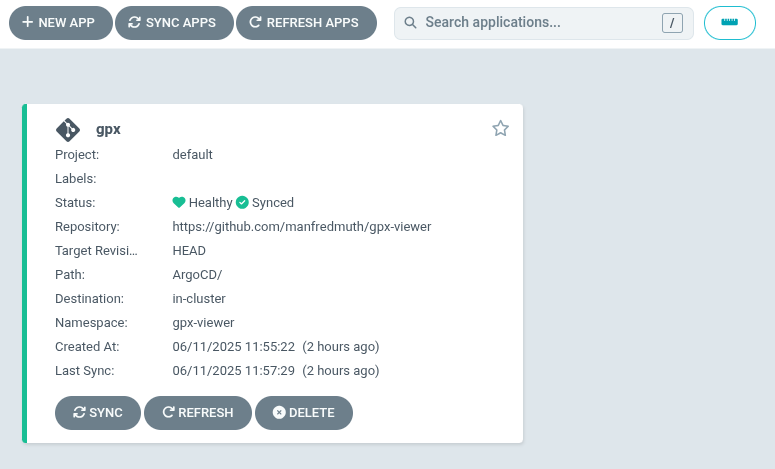 NEW APP SYNC APPS REFRESH APPS Search applications... /
gpx
Project: default
Labels:
Status: Healthy Synced
Repository: https://github.com/manfredmuth/gpx-viewer
Target Revisi... HEAD
Path: ArgoCD/
Destination: in-cluster
Namespace: gpx-viewer
Created At: 06/11/2025 11:55:22 (2 hours ago)
Last Sync: 06/11/2025 11:57:29 (2 hours ago)
SYNC REFRESH DELETE